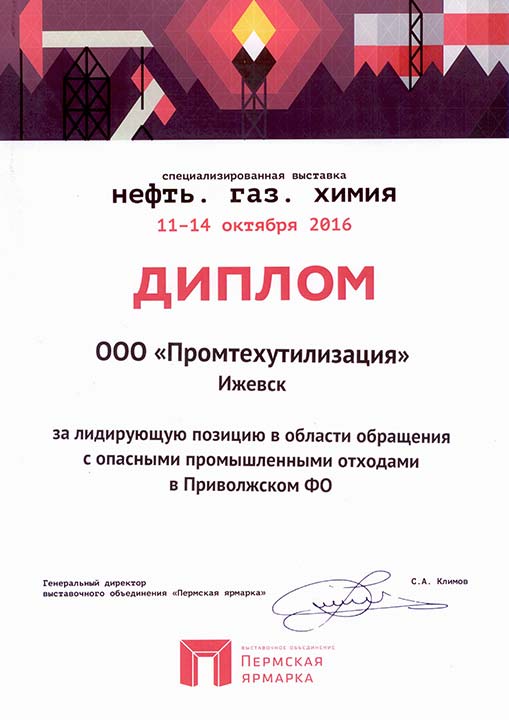 специализированная выставка
нефть. газ. химия
11–14 октября 2016
ДИПЛОМ
ООО «Промтехутилизация»
Ижевск
за лидирующую позицию в области обращения
с опасными промышленными отходами
в Приволжском ФО
Генеральный директор
выставочного объединения «Пермская ярмарка»
С.А. Климов
ВЫСТАВОЧНОЕ ОБЪЕДИНЕНИЕ
ПЕРМСКАЯ
ЯРМАРКА